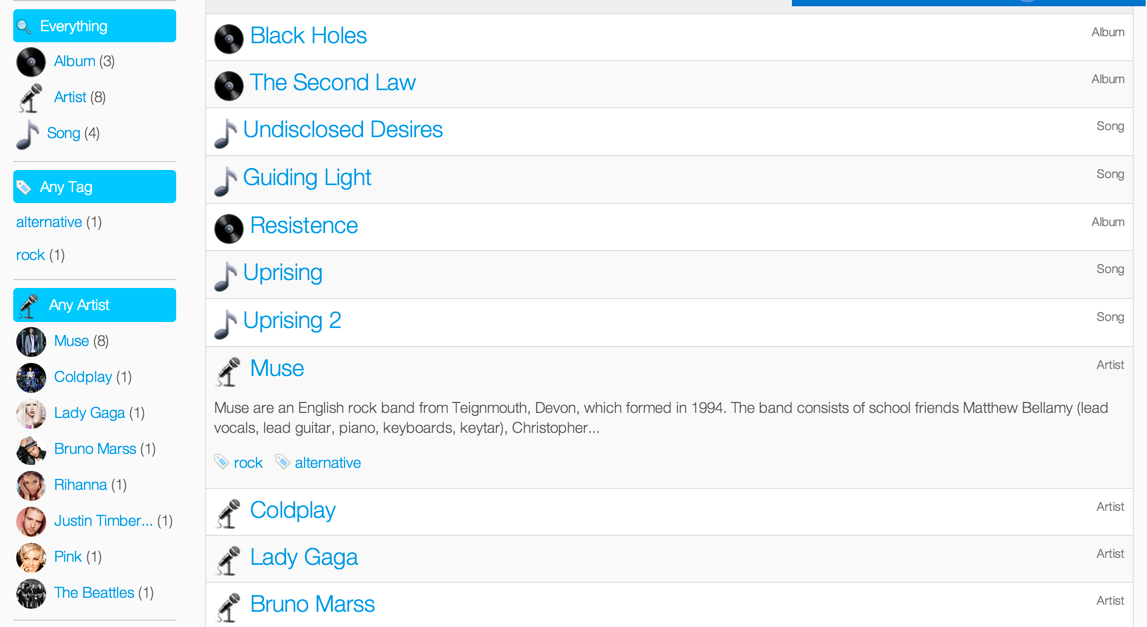 Everything
Album (3)
Artist (8)
Song (4)
Any Tag
alternative (1)
rock (1)
Any Artist
Muse (8)
Coldplay (1)
Lady Gaga (1)
Bruno Marss (1)
Rihanna (1)
Justin Timber... (1)
Pink (1)
The Beattles (1)
Black Holes Album
The Second Law Album
Undisclosed Desires Song
Guiding Light Song
Resistence Album
Uprising Song
Uprising 2 Song
Muse Artist
Muse are an English rock band from Teignmouth, Devon, which formed in 1994. The band consists of school friends Matthew Bellamy (lead
vocals, lead guitar, piano, keyboards, keytar), Christopher...
rock alternative
Coldplay Artist
Lady Gaga Artist
Bruno Marss Artist